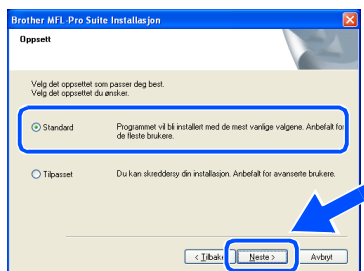 Brother MFL-Pro Suite Installasjon
Oppsett
Velg det oppsettet som passer deg best.
Velg det oppsettet du ønsker.
Standard
Programmet vil bli installert med de mest vanlige valgene. Anbefalt for
de fleste brukere.
Tilpasset
Du kan skreddersy din installasjon. Anbefalt for avanserte brukere.
< Tilbake
Neste >
Avbryt